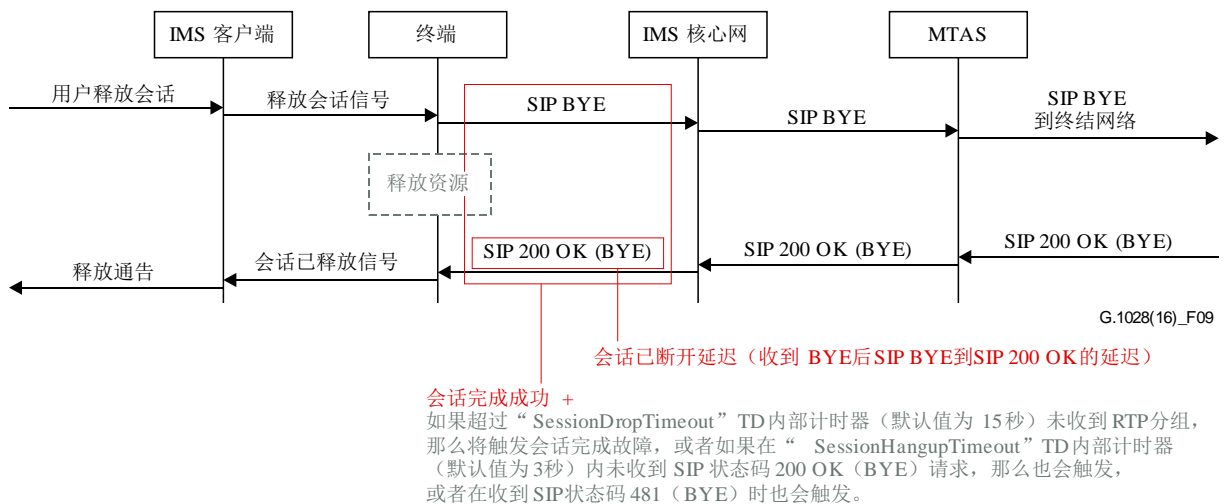 IMS 客户端
终端
IMS 核心网
MTAS
用户释放会话
释放会话信号
SIP BYE
SIP BYE
SIP BYE
到终结网络
释放资源
释放通告
会话已释放信号
SIP 200 OK (BYE)
SIP 200 OK (BYE)
SIP 200 OK (BYE)
G.1028(16)_F09
会话已断开延迟（收到 BYE后SIP BYE到SIP 200 OK的延迟）
会话完成成功 +
如果超过“SessionDropTimeout”TD内部计时器（默认值为 15秒）未收到RTP分组，
那么将触发会话完成故障，或者如果在“ SessionHangupTimeout”TD内部计时器
（默认值为3秒）内未收到 SIP 状态码 200 OK（BYE）请求，那么也会触发，
或者在收到SIP状态码 481（BYE）时也会触发。